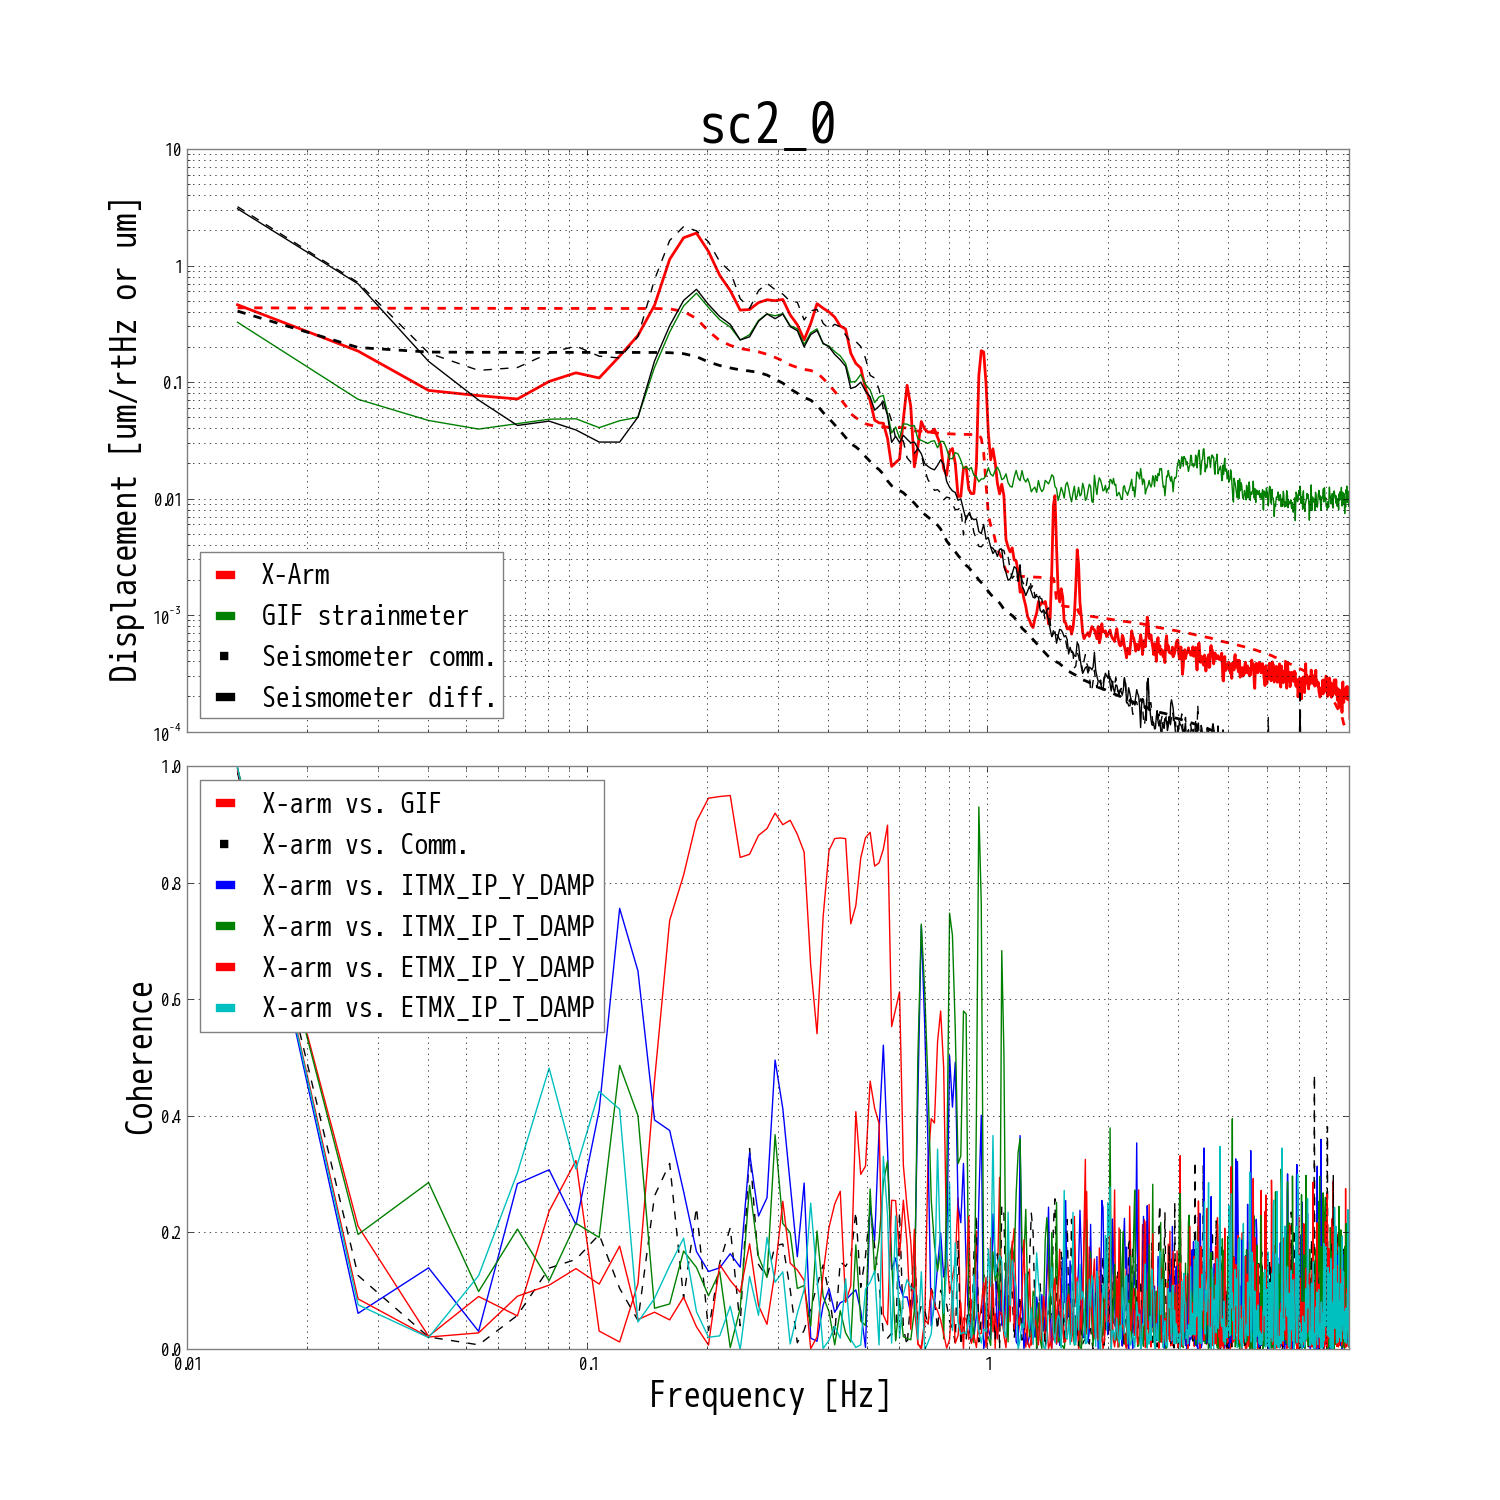 sc2_0
10
1
0.1
0.01
10^-3
10^-4
Displacement [um/rtHz or um]
X-Arm
GIF strainmeter
Seismometer comm.
Seismometer diff.
1.0
0.8
0.6
0.4
0.2
0.0
Coherence
X-arm vs. GIF
X-arm vs. Comm.
X-arm vs. ITMX_IP_Y_DAMP
X-arm vs. ITMX_IP_T_DAMP
X-arm vs. ETMX_IP_Y_DAMP
X-arm vs. ETMX_IP_T_DAMP
0.01 0.1 1
Frequency [Hz]